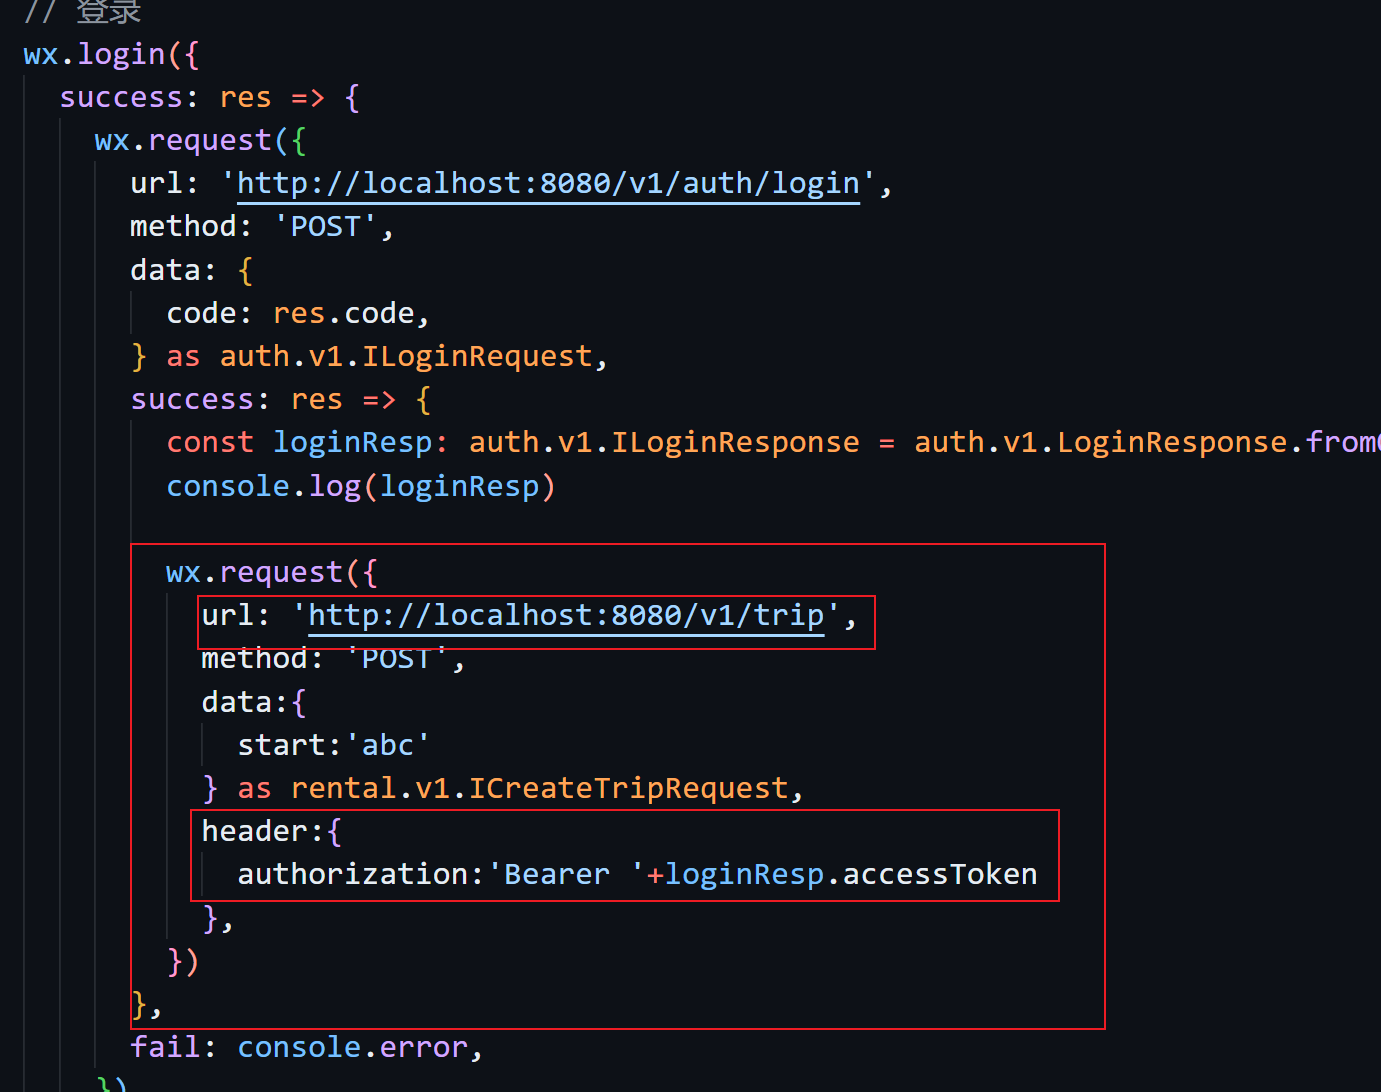 // 登录
wx.login({
success: res => {
wx.request({
url: 'http://localhost:8080/v1/auth/login',
method: 'POST',
data: {
code: res.code,
} as auth.v1.ILoginRequest,
success: res => {
const loginResp: auth.v1.ILoginResponse = auth.v1.LoginResponse.from
console.log(loginResp)
wx.request({
url: 'http://localhost:8080/v1/trip',
method: 'POST',
data:{
start:'abc'
} as rental.v1.ICreateTripRequest,
header:{
authorization:'Bearer '+loginResp.accessToken
},
})
},
fail: console.error,
})